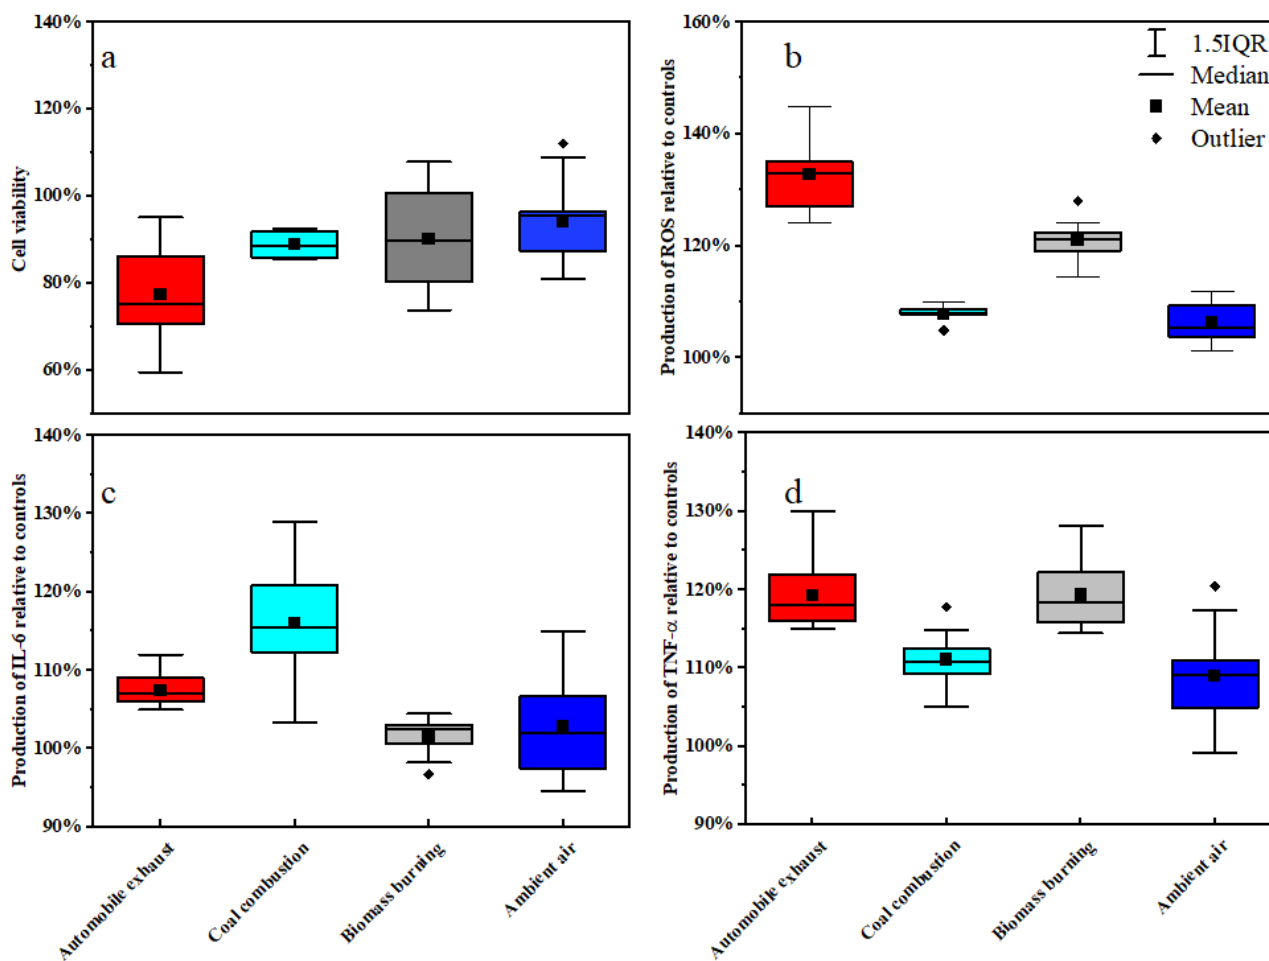 140%
120%
100%
80%
60%
Cell viability
a
160%
140%
120%
100%
Production of ROS relative to controls
b
1.5IQR
Median
Mean
Outlier
140%
130%
120%
110%
100%
90%
Production of IL-6 relative to controls
c
Automobile exhaust
Coal combustion
Biomass burning
Ambient air
140%
130%
120%
110%
100%
90%
Production of TNF-α relative to controls
d
Automobile exhaust
Coal combustion
Biomass burning
Ambient air